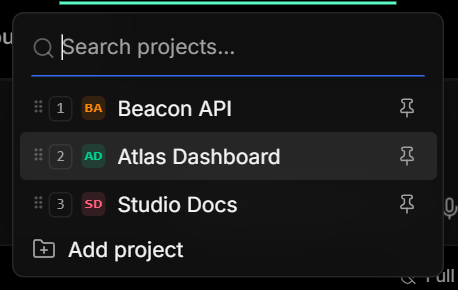 Search projects...
1 BA Beacon API
2 AD Atlas Dashboard
3 SD Studio Docs
Add project